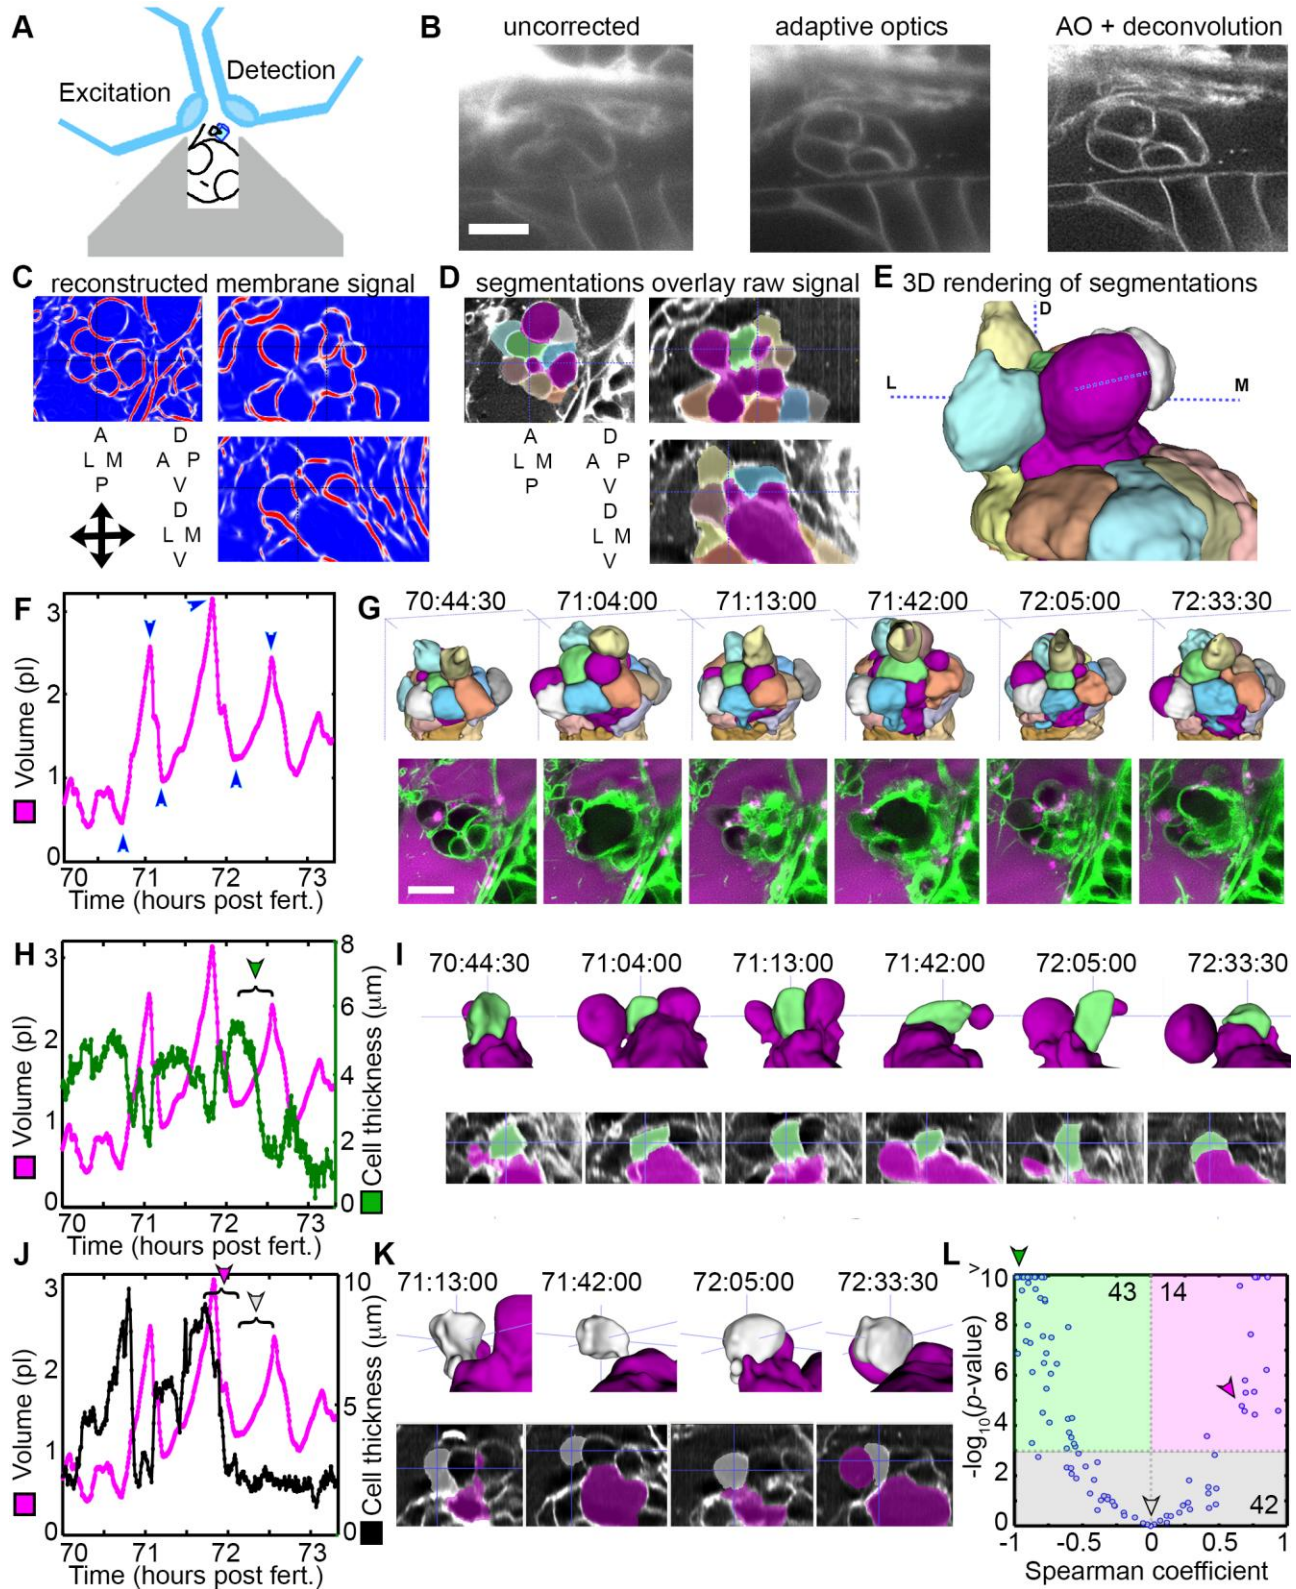 A
Excitation
Detection
B
uncorrected
adaptive optics
AO + deconvolution
C reconstructed membrane signal
A
L M
P
D
A P
V
D
L M
V
D segmentations overlay raw signal
A
L M
P
D
A P
V
D
L M
V
E 3D rendering of segmentations
D
L
M
F
Volume (pl)
3
2
1
0
70 71 72 73
Time (hours post fert.)
G
70:44:30 71:04:00 71:13:00 71:42:00 72:05:00 72:33:30
H
Volume (pl)
3
2
1
0
8
6
4
2
0
Cell thickness (μm)
70 71 72 73
Time (hours post fert.)
I
70:44:30 71:04:00 71:13:00 71:42:00 72:05:00 72:33:30
J
Volume (pl)
3
2
1
0
10
5
0
Cell thickness (μm)
70 71 72 73
Time (hours post fert.)
K
71:13:00 71:42:00 72:05:00 72:33:30
L
>
10
8
6
4
2
0
-log10(p-value)
43
14
42
-1 -0.5 0 0.5 1
Spearman coefficient